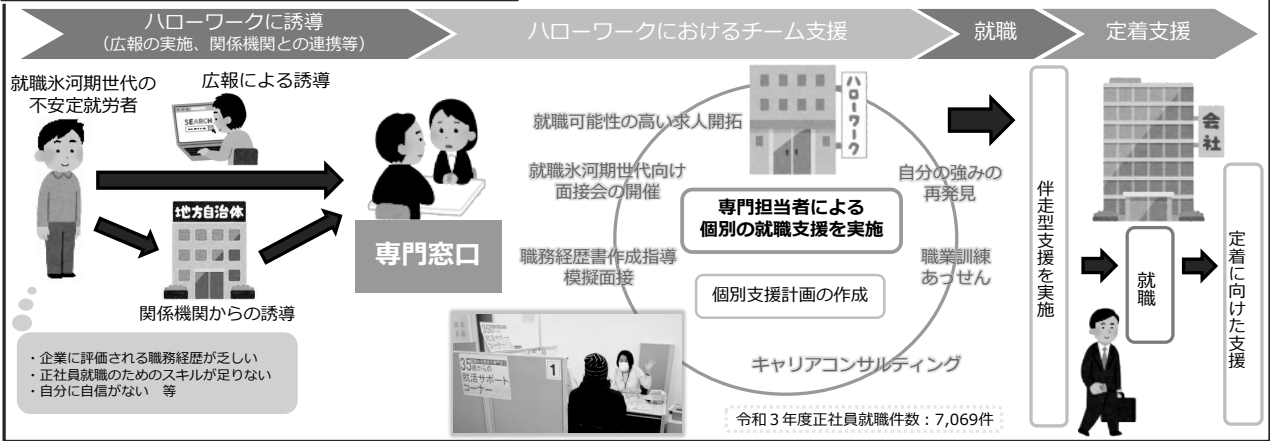 ハローワークに誘導
（広報の実施、関係機関との連携等）
ハローワークにおけるチーム支援
就職
定着支援
就職氷河期世代の
不安定就労者
広報による誘導
SEARCH
地方自治体
関係機関からの誘導
・企業に評価される職務経歴が乏しい
・正社員就職のためのスキルが足りない
・自分に自信がない　等
専門窓口
就職可能性の高い求人開拓
就職氷河期世代向け
面接会の開催
職務経歴書作成指導
模擬面接
ハローワーク
専門担当者による
個別の就職支援を実施
個別支援計画の作成
自分の強みの
再発見
職業訓練
あっせん
キャリアコンサルティング
35歳からの
就活サポート
コーナー
1
令和３年度正社員就職件数：7,069件
伴走型支援を実施
会社
就職
定着に向けた支援